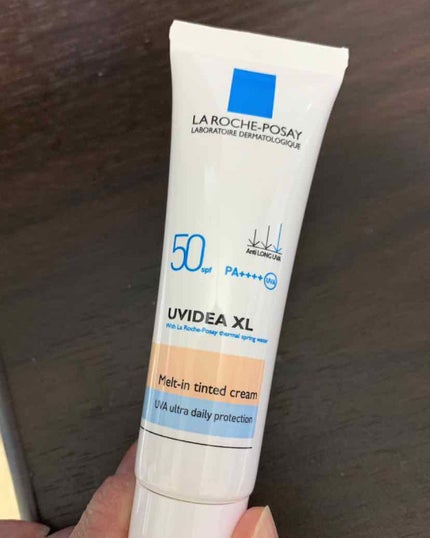 LA ROCHE-POSAY
LABORATOIRE DERMATOLOGIQUE
Anti LONG UVA
50 spf PA++++ UVA
UVIDEA XL
With La Roche-Posay thermal spring water
Melt-in tinted cream
UVA ultra daily protection